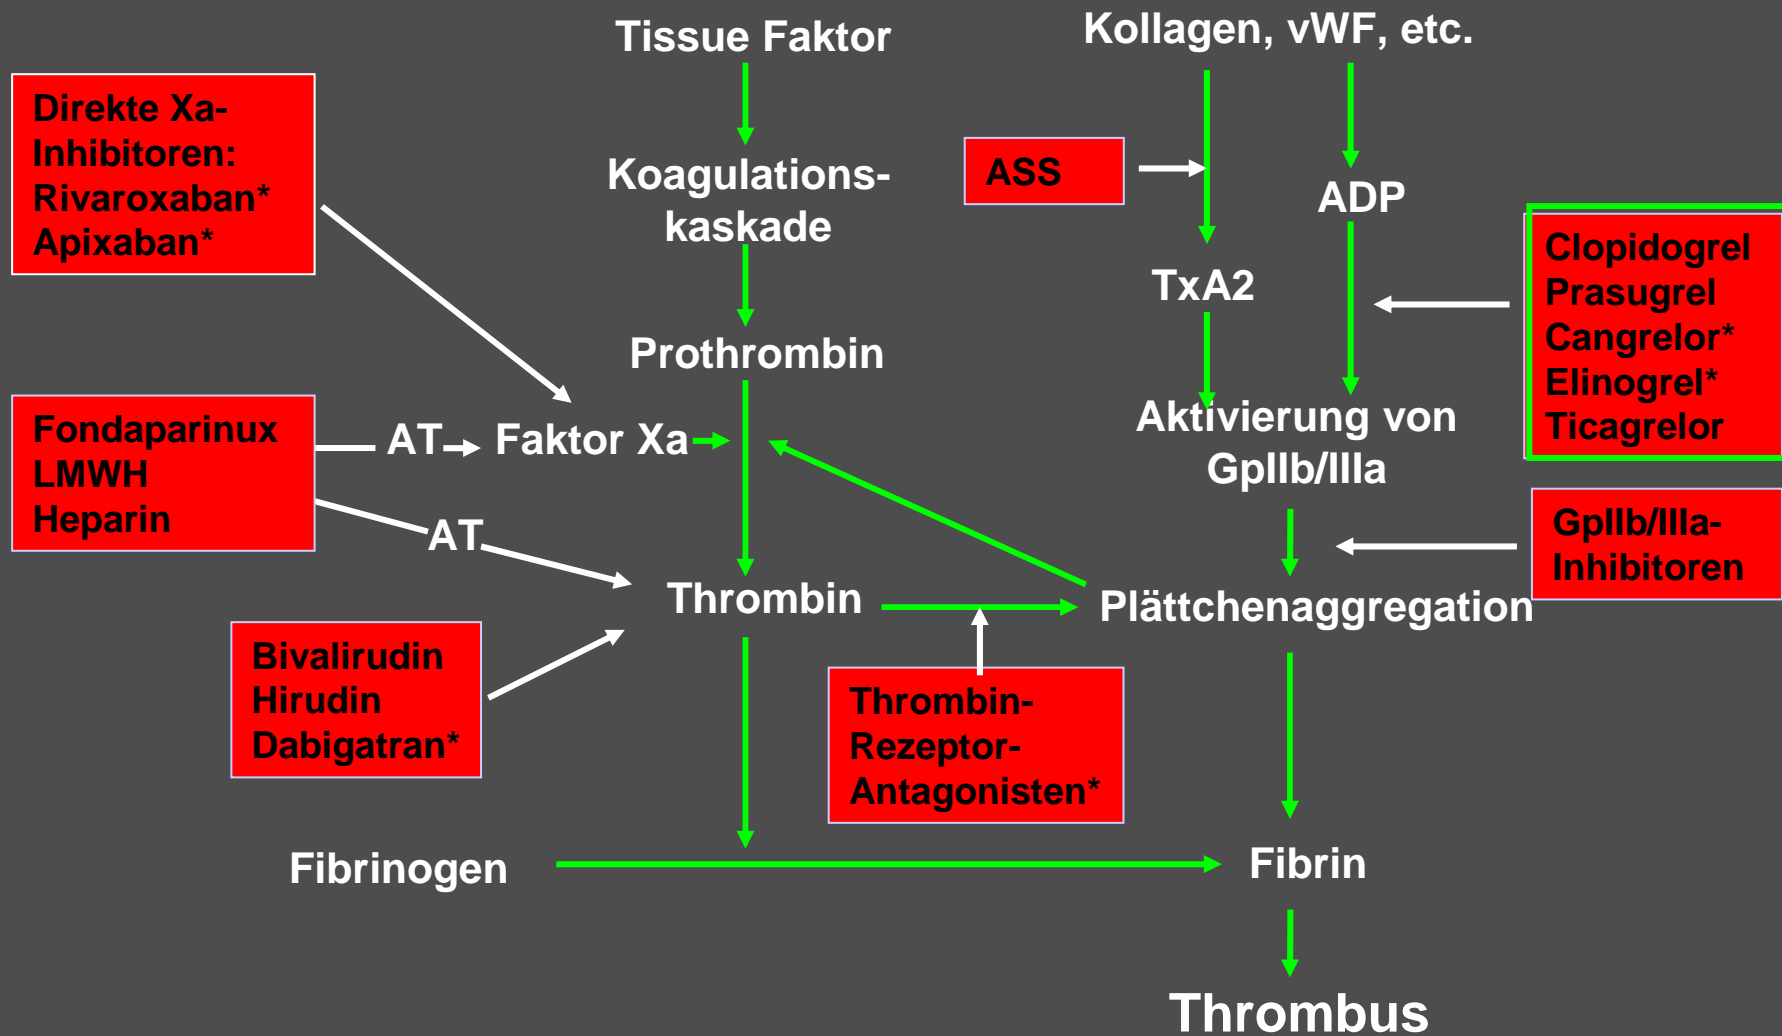 Tissue Faktor
Kollagen, vWF, etc.
Direkte Xa-
Inhibitoren:
Rivaroxaban*
Apixaban*
Koagulations-
kaskade
ASS
ADP
TxA2
Clopidogrel
Prasugrel
Cangrelor*
Elinogrel*
Ticagrelor
Prothrombin
Fondaparinux
LMWH
Heparin
AT
Faktor Xa
AT
Aktivierung von
GpIIb/IIIa
GpIIb/IIIa-
Inhibitoren
Thrombin
Plättchenaggregation
Bivalirudin
Hirudin
Dabigatran*
Thrombin-
Rezeptor-
Antagonisten*
Fibrinogen
Fibrin
Thrombus